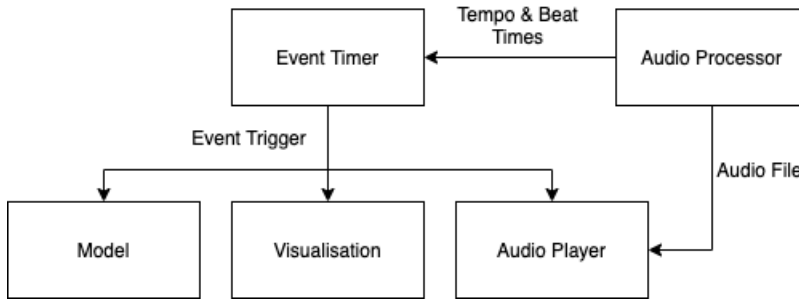 Tempo & Beat
Times
Event Timer
Audio Processor
Event Trigger
Audio File
Model
Visualisation
Audio Player